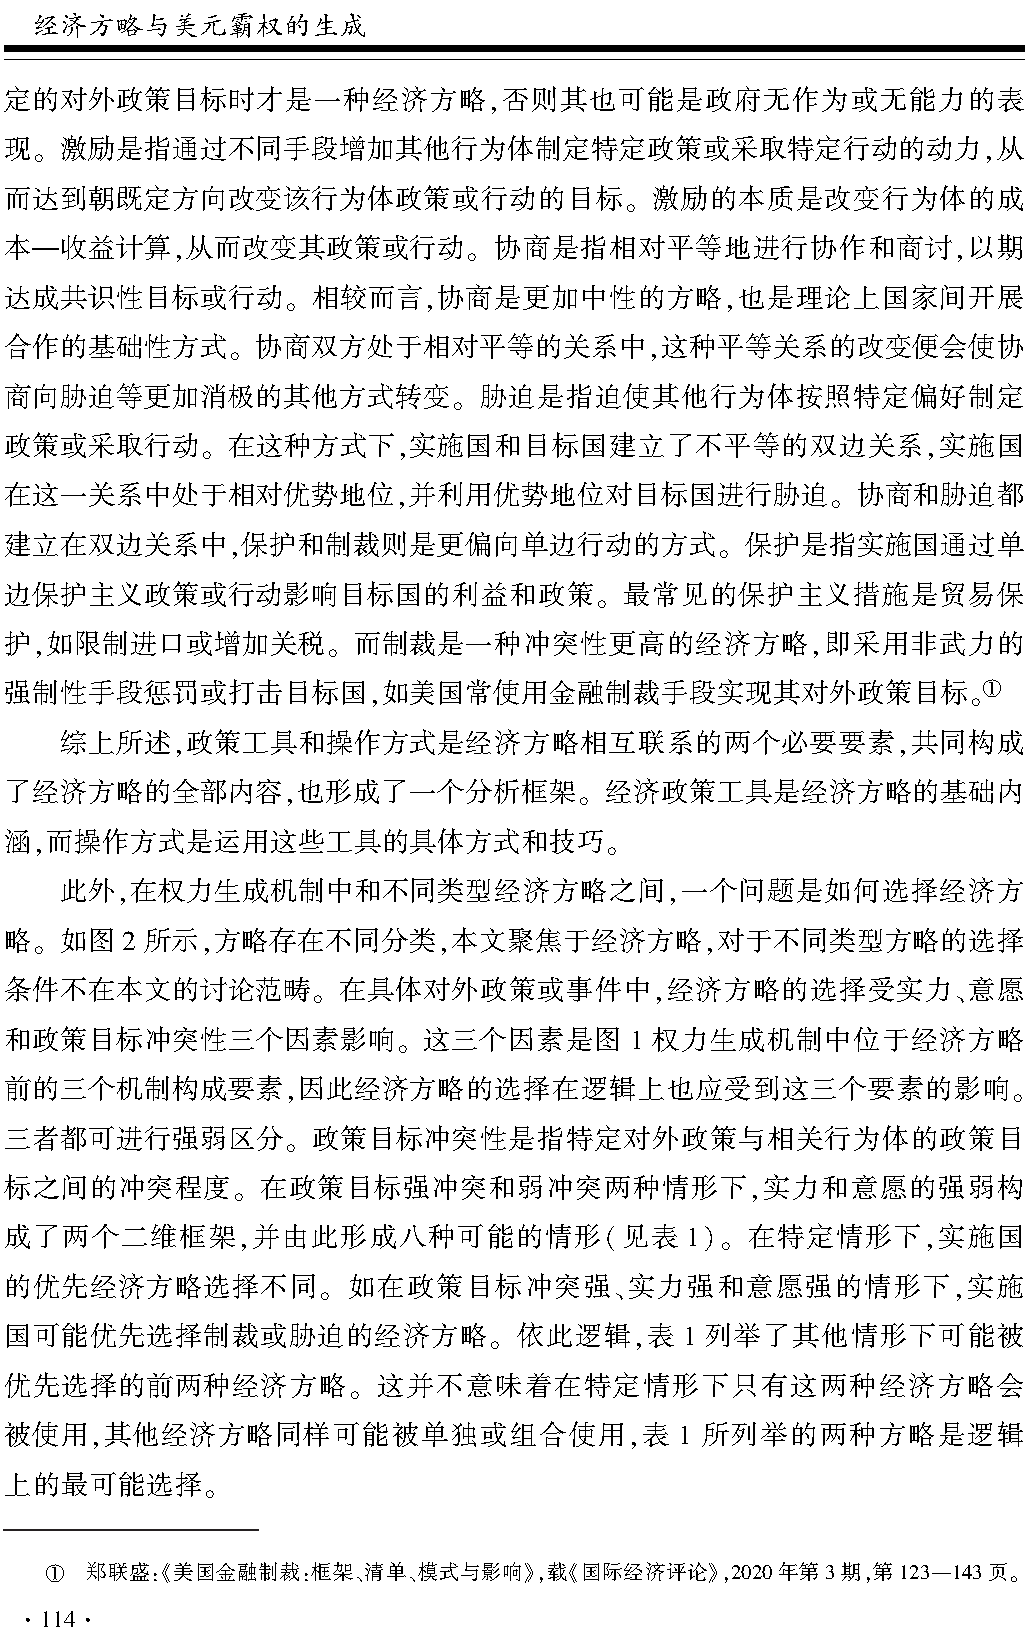 经济方略与美元霸权的生成
定的对外政策目标时才是一种经济方略,否则其也可能是政府无作为或无能力的表
现。激励是指通过不同手段增加其他行为体制定特定政策或采取特定行动的动力,从
而达到朝既定方向改变该行为体政策或行动的目标。激励的本质是改变行为体的成
本—收益计算,从而改变其政策或行动。协商是指相对平等地进行协作和商讨,以期
达成共识性目标或行动。相较而言,协商是更加中性的方略,也是理论上国家间开展
合作的基础性方式。协商双方处于相对平等的关系中,这种平等关系的改变便会使协
商向胁迫等更加消极的其他方式转变。胁迫是指迫使其他行为体按照特定偏好制定
政策或采取行动。在这种方式下,实施国和目标国建立了不平等的双边关系,实施国
在这一关系中处于相对优势地位,并利用优势地位对目标国进行胁迫。协商和胁迫都
建立在双边关系中,保护和制裁则是更偏向单边行动的方式。保护是指实施国通过单
边保护主义政策或行动影响目标国的利益和政策。最常见的保护主义措施是贸易保
护,如限制进口或增加关税。而制裁是一种冲突性更高的经济方略,即采用非武力的
强制性手段惩罚或打击目标国,如美国常使用金融制裁手段实现其对外政策目标。①
综上所述,政策工具和操作方式是经济方略相互联系的两个必要要素,共同构成
了经济方略的全部内容,也形成了一个分析框架。经济政策工具是经济方略的基础内
涵,而操作方式是运用这些工具的具体方式和技巧。
此外,在权力生成机制中和不同类型经济方略之间,一个问题是如何选择经济方
略。如图 2 所示,方略存在不同分类,本文聚焦于经济方略,对于不同类型方略的选择
条件不在本文的讨论范畴。在具体对外政策或事件中,经济方略的选择受实力、意愿
和政策目标冲突性三个因素影响。这三个因素是图 1 权力生成机制中位于经济方略
前的三个机制构成要素,因此经济方略的选择在逻辑上也应受到这三个要素的影响。
三者都可进行强弱区分。政策目标冲突性是指特定对外政策与相关行为体的政策目
标之间的冲突程度。在政策目标强冲突和弱冲突两种情形下,实力和意愿的强弱构
成了两个二维框架,并由此形成八种可能的情形(见表 1)。在特定情形下,实施国
的优先经济方略选择不同。如在政策目标冲突强、实力强和意愿强的情形下,实施
国可能优先选择制裁或胁迫的经济方略。依此逻辑,表 1 列举了其他情形下可能被
优先选择的前两种经济方略。这并不意味着在特定情形下只有这两种经济方略会
被使用,其他经济方略同样可能被单独或组合使用,表 1 所列举的两种方略是逻辑
上的最可能选择。
① 郑联盛:《美国金融制裁:框架、清单、模式与影响》,载《国际经济评论》,2020 年第 3 期,第 123—143 页。
· 114 ·